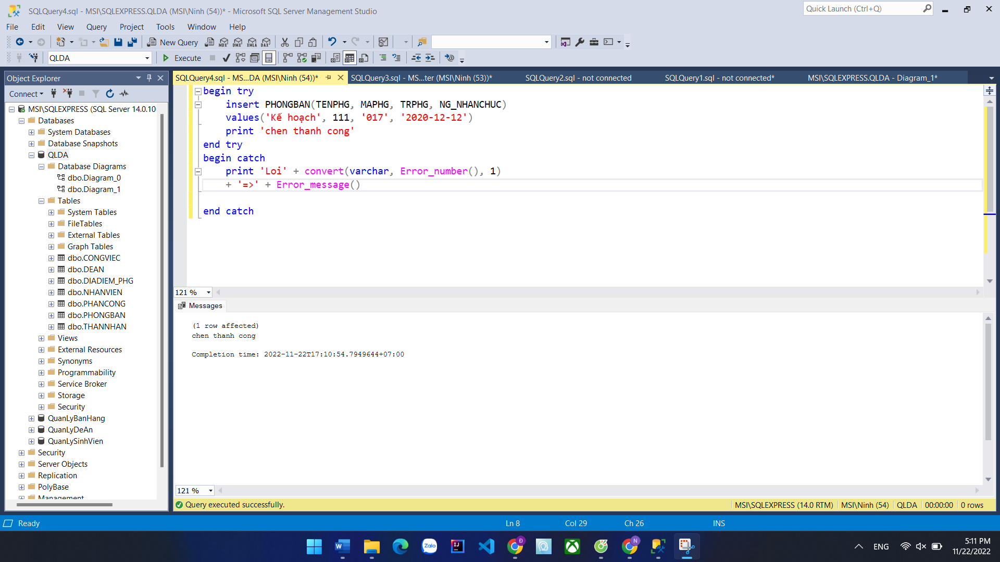 SQLQuery4.sql - MSI\SQLEXPRESS.QLDA (MSI\Ninh (54))* - Microsoft SQL Server Management Studio
Quick Launch (Ctrl+Q)
File Edit View Query Project Tools Window Help
New Query MDX DMX XMLA DAX
QLDA Execute
Object Explorer
SQLQuery4.sql - MS...DA (MSI\Ninh (54))* SQLQuery3.sql - MS...ter (MSI\Ninh (53))* SQLQuery2.sql - not connected SQLQuery1.sql - not connected* MSI\SQLEXPRESS.QLDA - Diagram_1*
Connect
MSI\SQLEXPRESS (SQL Server 14.0.10
Databases
System Databases
Database Snapshots
QLDA
Database Diagrams
dbo.Diagram_0
dbo.Diagram_1
Tables
System Tables
FileTables
External Tables
Graph Tables
dbo.CONGVIEC
dbo.DEAN
dbo.DIADIEM_PHG
dbo.NHANVIEN
dbo.PHANCONG
dbo.PHONGBAN
dbo.THANNHAN
Views
External Resources
Synonyms
Programmability
Service Broker
Storage
Security
QuanLyBanHang
QuanLyDeAn
QuanLySinhVien
Security
Server Objects
Replication
PolyBase
Management
begin try
insert PHONGBAN(TENPHG, MAPHG, TRPHG, NG_NHANCHUC)
values('Kế hoạch', 111, '017', '2020-12-12')
print 'chen thanh cong'
end try
begin catch
print 'Loi' + convert(varchar, Error_number(), 1)
+ '=>' + Error_message()
end catch
121 %
Messages
(1 row affected)
chen thanh cong
Completion time: 2022-11-22T17:10:54.7949644+07:00
121 %
Query executed successfully. MSI\SQLEXPRESS (14.0 RTM) MSI\Ninh (54) QLDA 00:00:00 0 rows
Ready Ln 8 Col 29 Ch 26 INS
Zalo
ENG
5:11 PM
11/22/2022